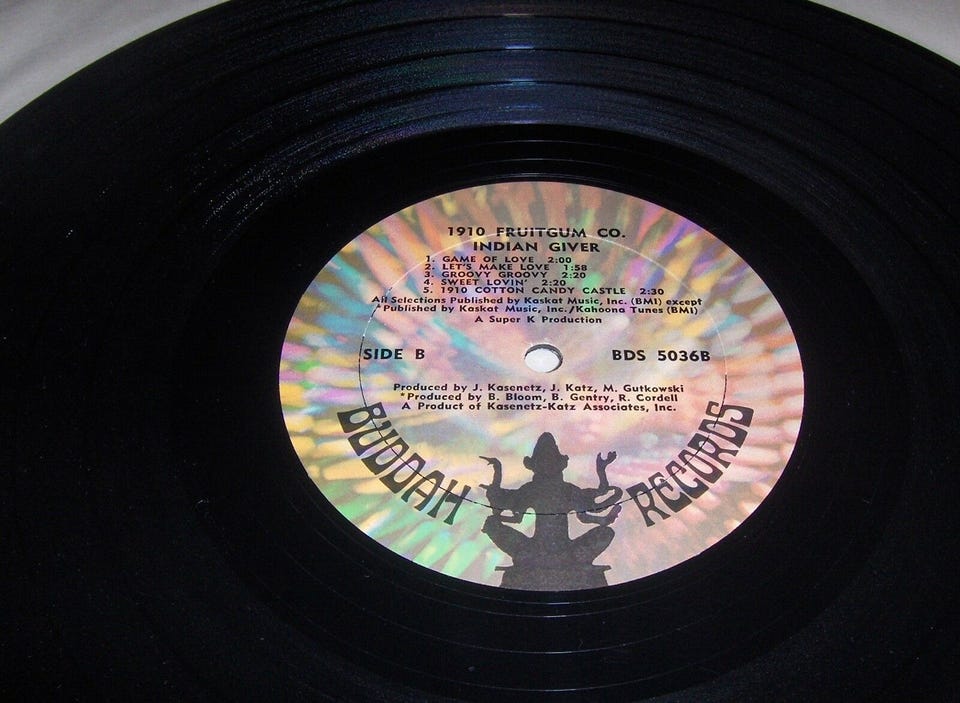 1910 FRUITGUM CO.
INDIAN GIVER
1. GAME OF LOVE 2:00
2. LET'S MAKE LOVE 1:58
3. GROOVY GROOVY 2:20
4. SWEET LOVIN' 2:20
5. 1910 COTTON CANDY CASTLE 2:30
All Selections Published by Kaskat Music, Inc. (BMI) except
*Published by Kaskat Music, Inc./Kahoona Tunes (BMI)
A Super K Production
SIDE B BDS 5036B
Produced by J. Kasenetz, J. Katz, M. Gutkowski
*Produced by B. Bloom, B. Gentry, R. Cordell
A Product of Kasenetz-Katz Associates, Inc.
BUDDAH RECORDS